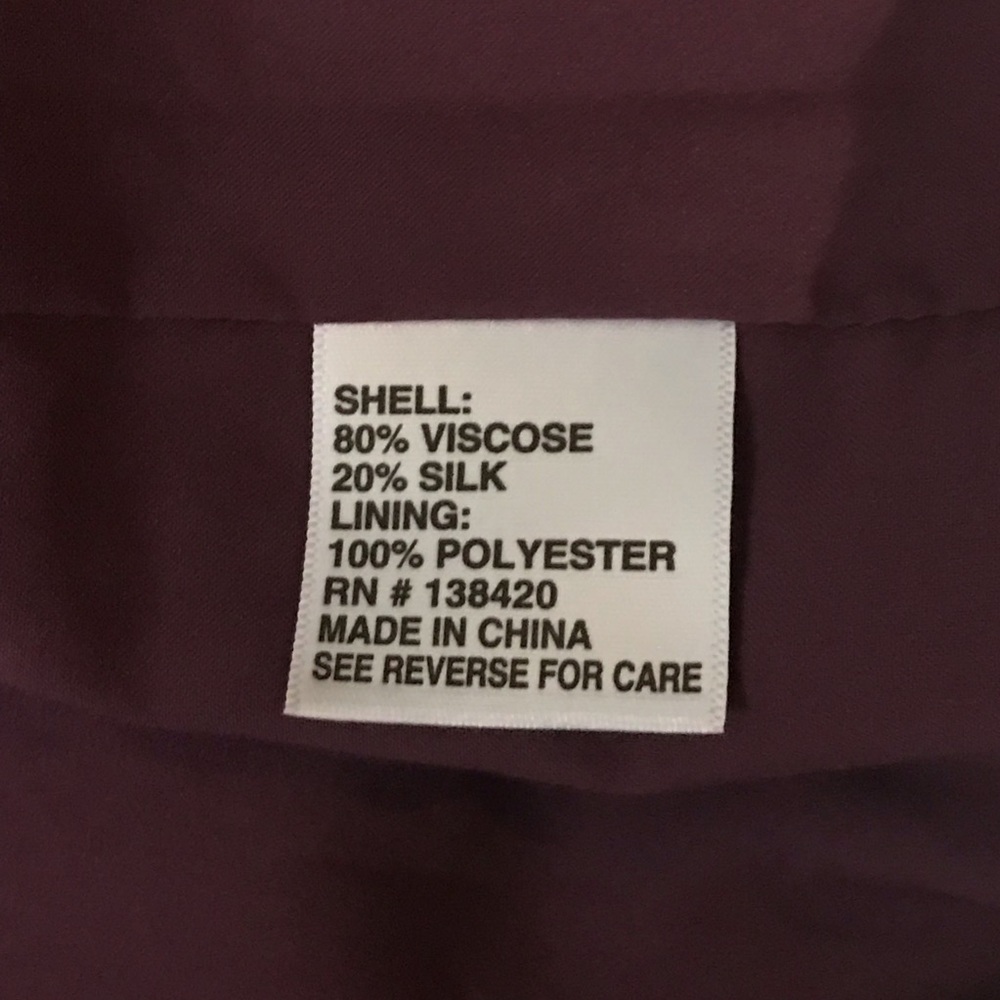 SHELL:
80% VISCOSE
20% SILK
LINING:
100% POLYESTER
RN # 138420
MADE IN CHINA
SEE REVERSE FOR CARE